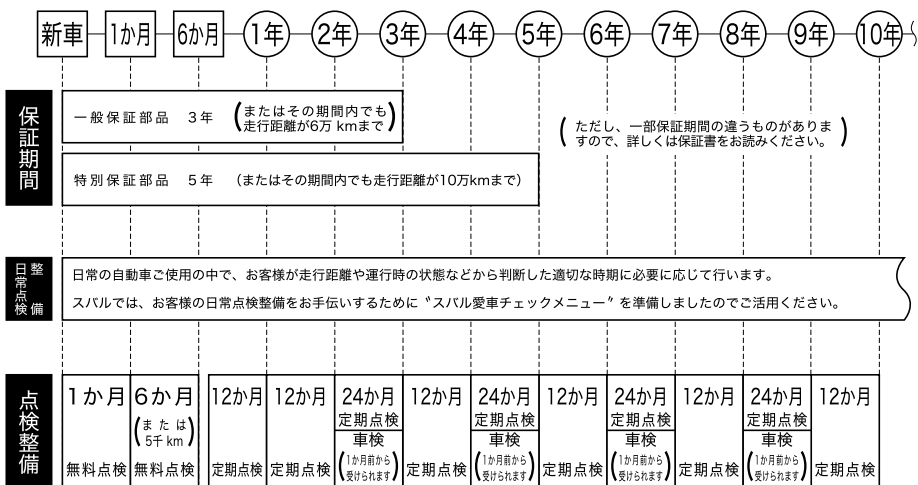 新車 1か月 6か月 1年 2年 3年 4年 5年 6年 7年 8年 9年 10年
保証期間
一般保証部品 3年 (またはその期間内でも
走行距離が6万 kmまで)
(ただし、一部保証期間の違うものがありま
すので、詳しくは保証書をお読みください。)
特別保証部品 5年 (またはその期間内でも走行距離が10万kmまで)
日常点検
整備
日常の自動車ご使用の中で、お客様が走行距離や運行時の状態などから判断した適切な時期に必要に応じて行います。
スバルでは、お客様の日常点検整備をお手伝いするために〝スバル愛車チェックメニュー〞を準備しましたのでご活用ください。
点検整備
1か月
無料点検
6か月
(または
5千km)
無料点検
12か月
定期点検
12か月
定期点検
24か月
定期点検
車検
(1か月前から
受けられます)
12か月
定期点検
24か月
定期点検
車検
(1か月前から
受けられます)
12か月
定期点検
24か月
定期点検
車検
(1か月前から
受けられます)
12か月
定期点検
24か月
定期点検
車検
(1か月前から
受けられます)
12か月
定期点検